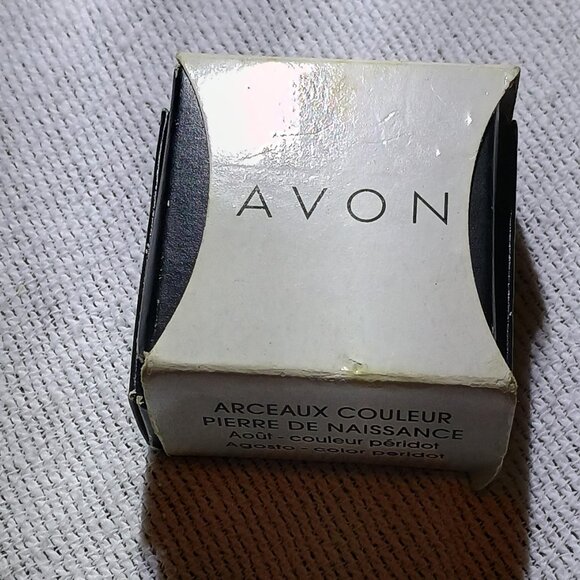 AVON
ARCEAUX COULEUR
PIERRE DE NAISSANCE
Août - couleur péridot
Agosto - color peridot